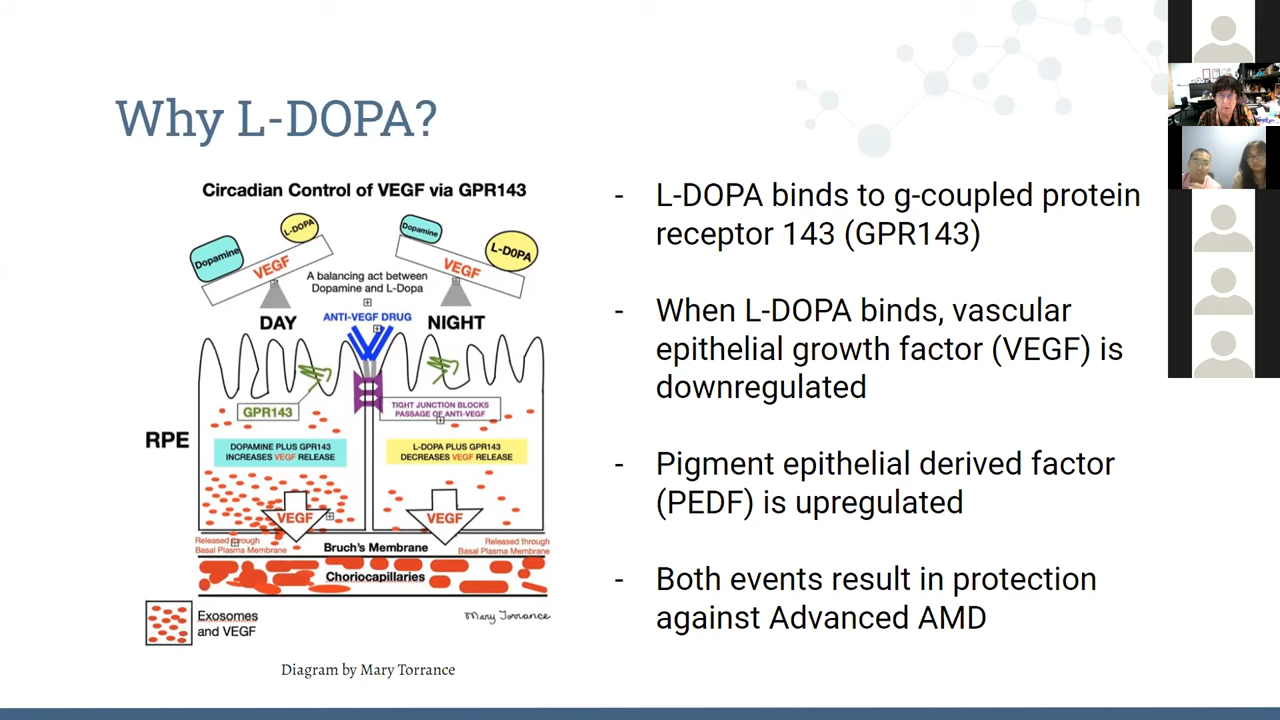 Why L-DOPA?
Circadian Control of VEGF via GPR143
Dopamine
L-DOPA
VEGF
Dopamine
L-DOPA
VEGF
A balancing act between
Dopamine and L-Dopa
DAY
ANTI-VEGF DRUG
NIGHT
GPR143
TIGHT JUNCTION BLOCKS
PASSAGE OF ANTI-VEGF
RPE
DOPAMINE PLUS GPR143
INCREASES VEGF RELEASE
L-DOPA PLUS GPR143
DECREASES VEGF RELEASE
VEGF
VEGF
Released through
Basal Plasma Membrane
Bruch's Membrane
Released through
Basal Plasma Membrane
Choriocapillaries
Exosomes
and VEGF
Mary Torrance
Diagram by Mary Torrance
- L-DOPA binds to g-coupled protein
receptor 143 (GPR143)
- When L-DOPA binds, vascular
epithelial growth factor (VEGF) is
downregulated
- Pigment epithelial derived factor
(PEDF) is upregulated
- Both events result in protection
against Advanced AMD